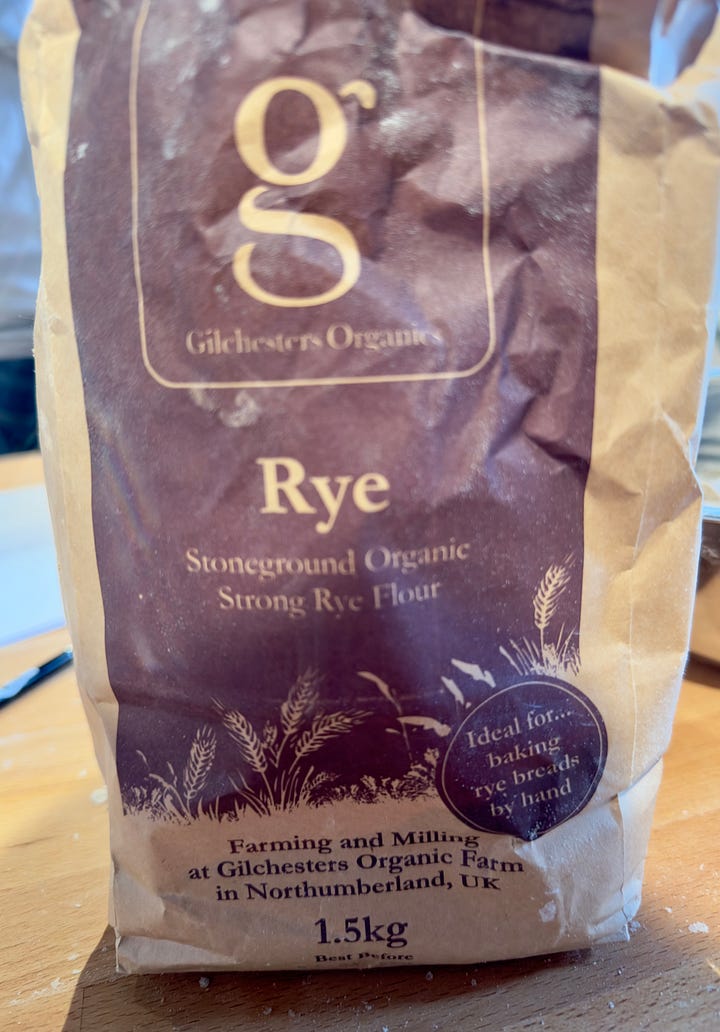 g
Gilchesters Organics
Rye
Stoneground Organic
Strong Rye Flour
Ideal for...
baking
rye breads
by hand
Farming and Milling
at Gilchesters Organic Farm
in Northumberland, UK
1.5kg
Best Before